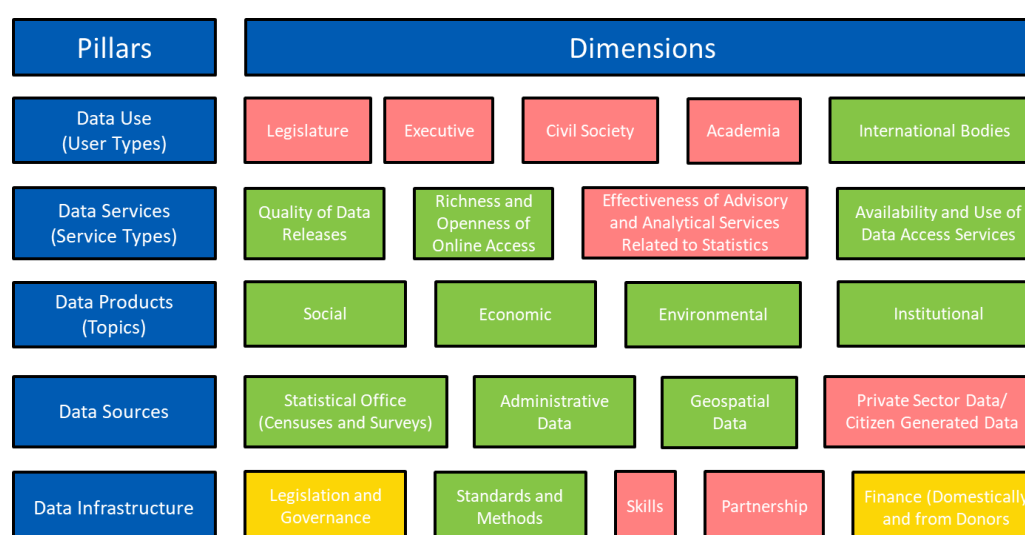 Pillars
Dimensions
Data Use
(User Types)
Legislature
Executive
Civil Society
Academia
International Bodies
Data Services
(Service Types)
Quality of Data
Releases
Richness and
Openness of
Online Access
Effectiveness of Advisory
and Analytical Services
Related to Statistics
Availability and Use of
Data Access Services
Data Products
(Topics)
Social
Economic
Environmental
Institutional
Data Sources
Statistical Office
(Censuses and Surveys)
Administrative
Data
Geospatial
Data
Private Sector Data/
Citizen Generated Data
Data Infrastructure
Legislation and
Governance
Standards and
Methods
Skills
Partnership
Finance (Domestically
and from Donors